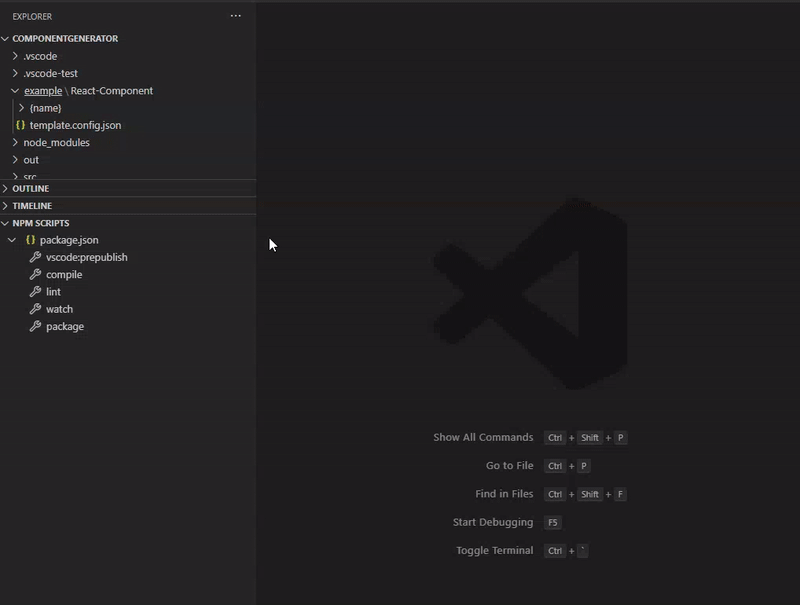 EXPLORER
COMPONENTGENERATOR
.vscode
.vscode-test
example \ React-Component
{name}
template.config.json
node_modules
out
src
OUTLINE
TIMELINE
NPM SCRIPTS
package.json
vscode:prepublish
compile
lint
watch
package
Show All Commands Ctrl + Shift + P
Go to File Ctrl + P
Find in Files Ctrl + Shift + F
Start Debugging F5
Toggle Terminal Ctrl + `